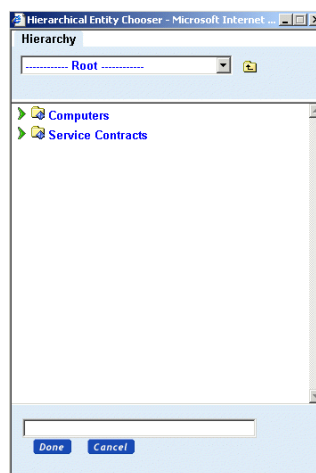 Hierarchical Entity Chooser - Microsoft Internet ...
Hierarchy
------------ Root ------------
Computers
Service Contracts
Done Cancel